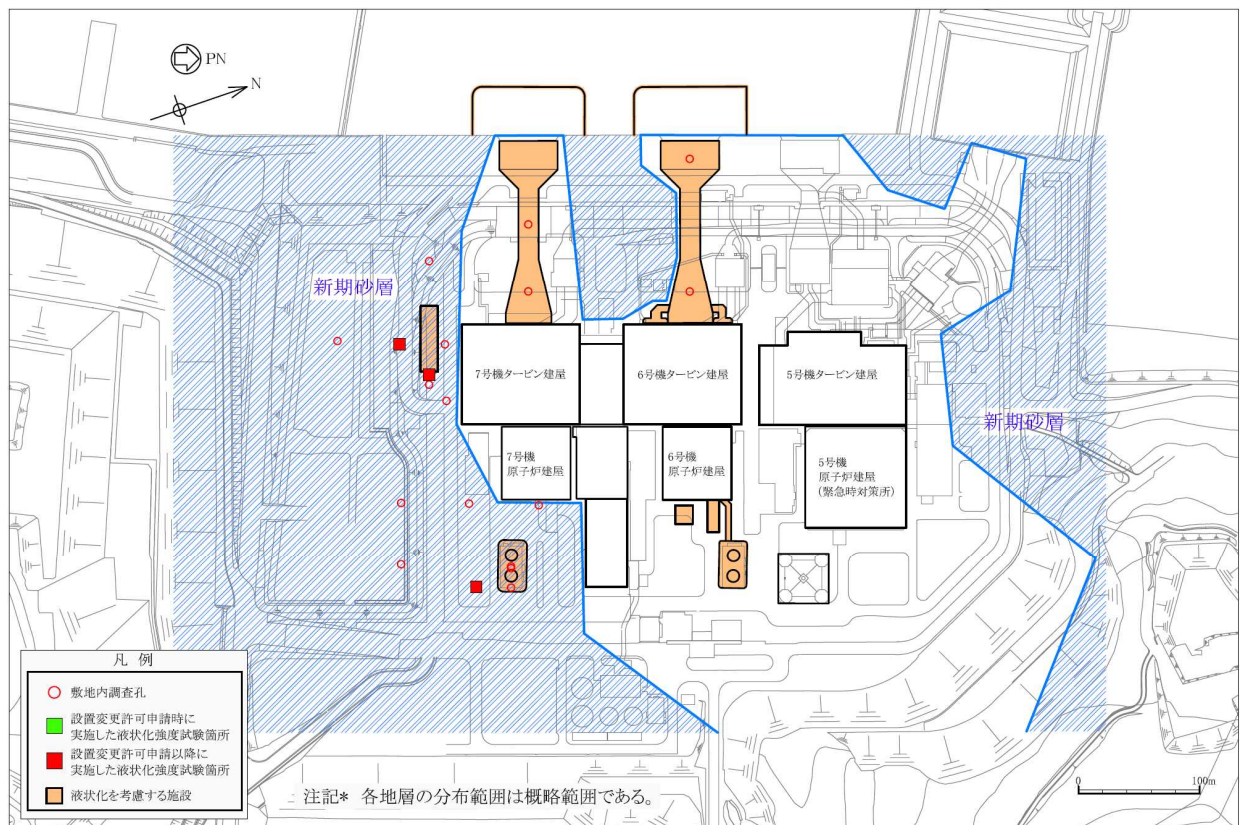 PN
N
新期砂層
7号機タービン建屋
6号機タービン建屋
5号機タービン建屋
新期砂層
7号機
原子炉建屋
6号機
原子炉建屋
5号機
原子炉建屋
(緊急時対策所)
凡 例
敷地内調査孔
設置変更許可申請時に
実施した液状化強度試験箇所
設置変更許可申請以降に
実施した液状化強度試験箇所
液状化を考慮する施設
注記* 各地層の分布範囲は概略範囲である。
0 100m